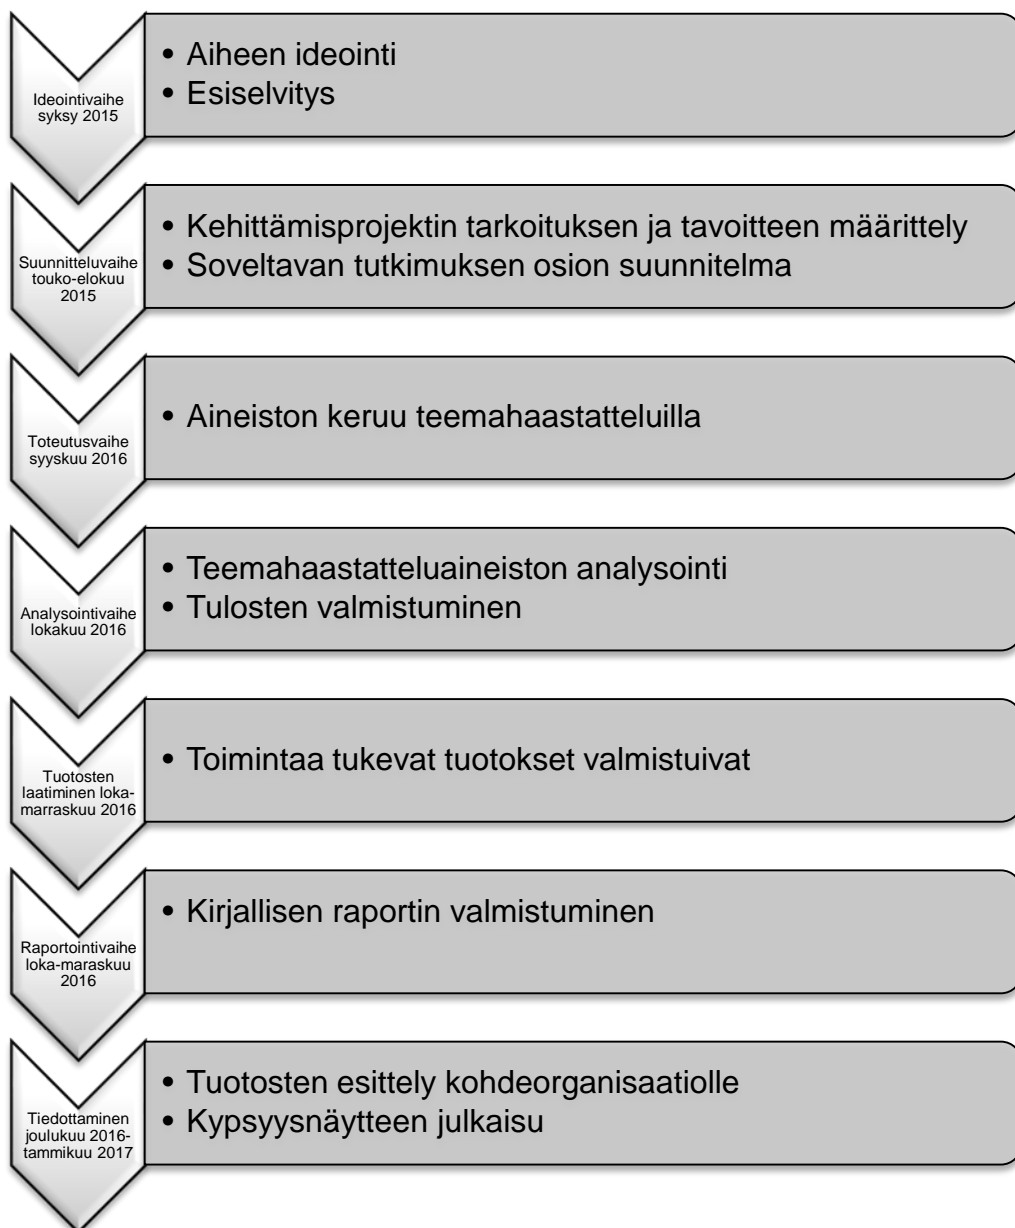 Ideointivaihe
syksy 2015
• Aiheen ideointi
• Esiselvitys
Suunnitteluvaihe
touko-elokuu
2015
• Kehittämisprojektin tarkoituksen ja tavoitteen määrittely
• Soveltavan tutkimuksen osion suunnitelma
Toteutusvaihe
syyskuu 2016
• Aineiston keruu teemahaastatteluilla
Analysointivaihe
lokakuu 2016
• Teemahaastatteluaineiston analysointi
• Tulosten valmistuminen
Tuotosten
laatiminen loka-
marraskuu 2016
• Toimintaa tukevat tuotokset valmistuivat
Raportointivaihe
loka-maraskuu
2016
• Kirjallisen raportin valmistuminen
Tiedottaminen
joulukuu 2016-
tammikuu 2017
• Tuotosten esittely kohdeorganisaatiolle
• Kypsyysnäytteen julkaisu